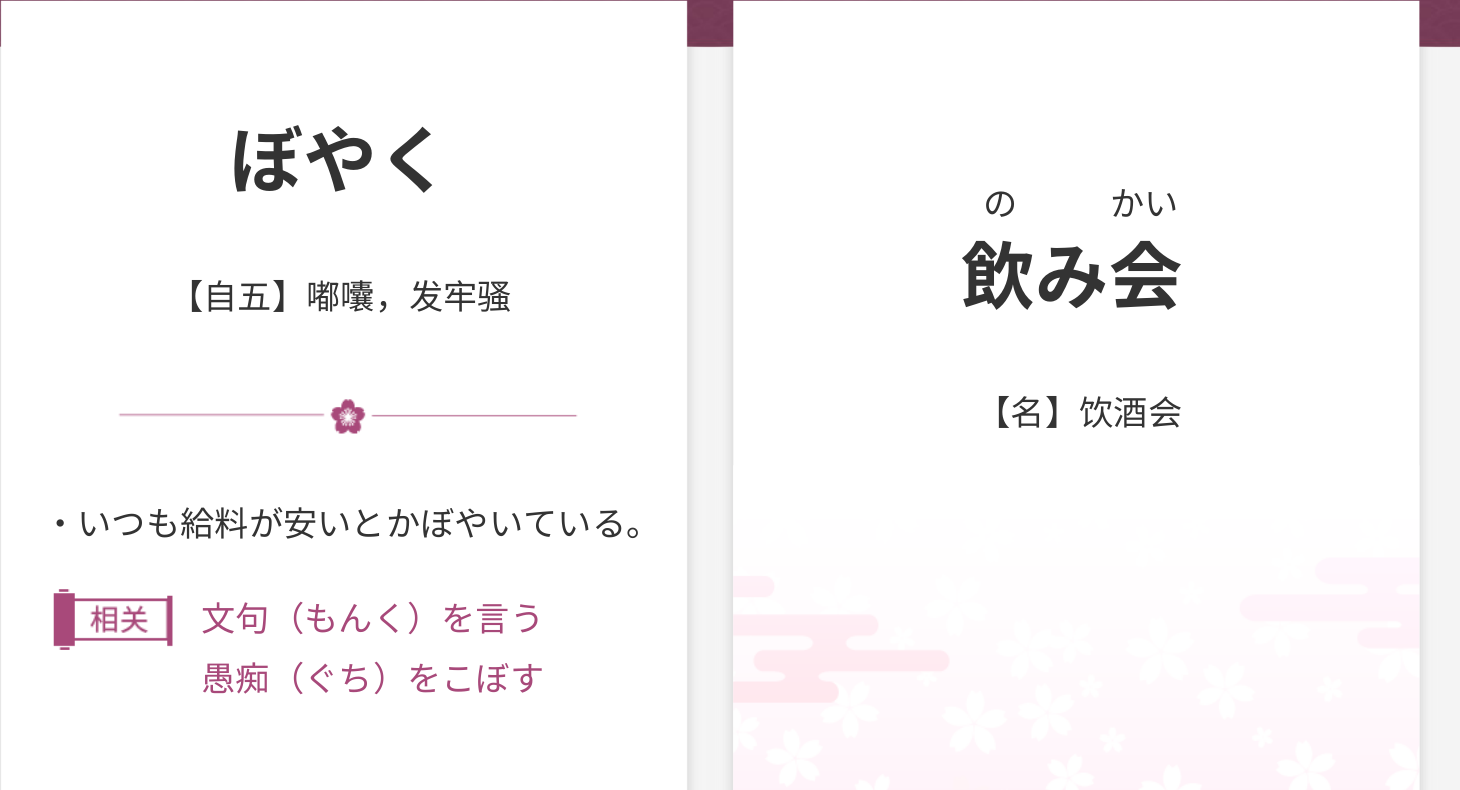 ぼやく
【自五】嘟囔，发牢骚
・いつも給料が安いとかぼやいている。
相关 文句（もんく）を言う
愚痴（ぐち）をこぼす
の かい
飲み会
【名】饮酒会